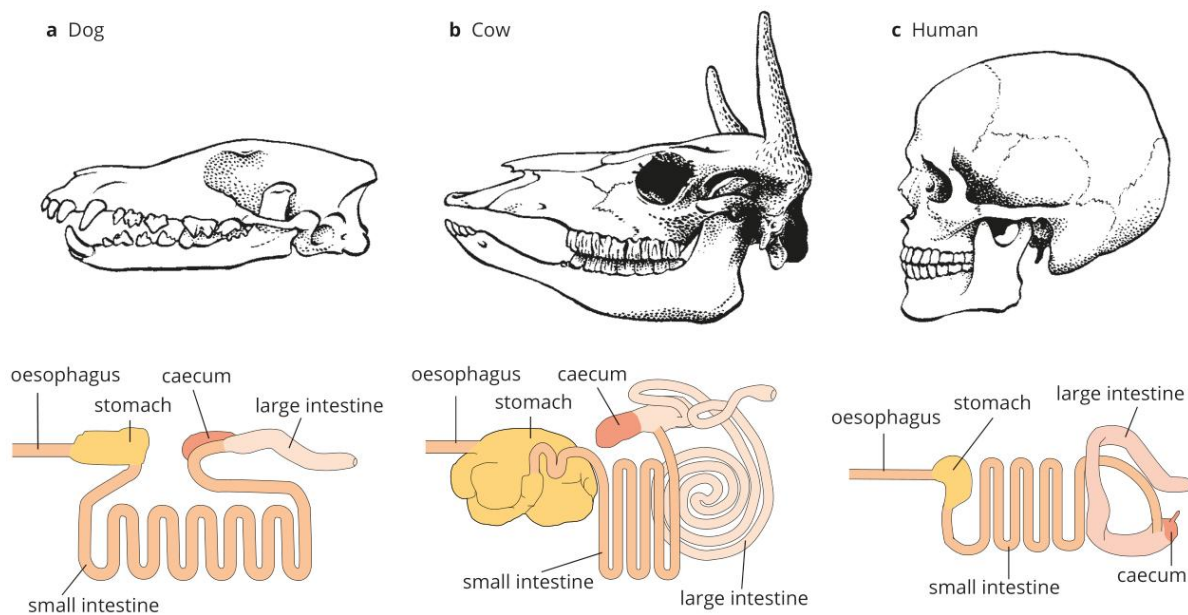 a Dog
b Cow
c Human
oesophagus
caecum
stomach
large intestine
small intestine
oesophagus
caecum
stomach
small intestine
large intestine
large intestine
stomach
oesophagus
small intestine
caecum